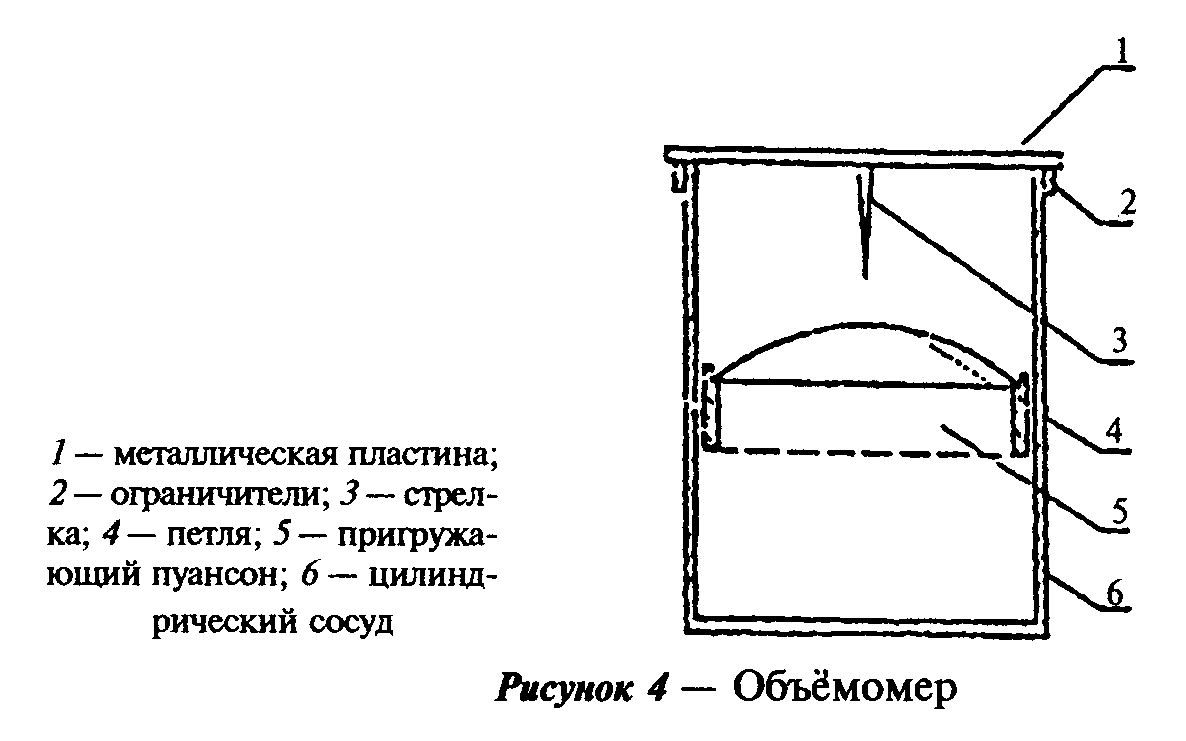 1
2
3
4
5
6
1 — металлическая пластина;
2 — ограничители; 3 — стрел-
ка; 4 — петля; 5 — пригружа-
ющий пуансон; 6 — цилинд-
рический сосуд
Рисунок 4 — Объёмомер